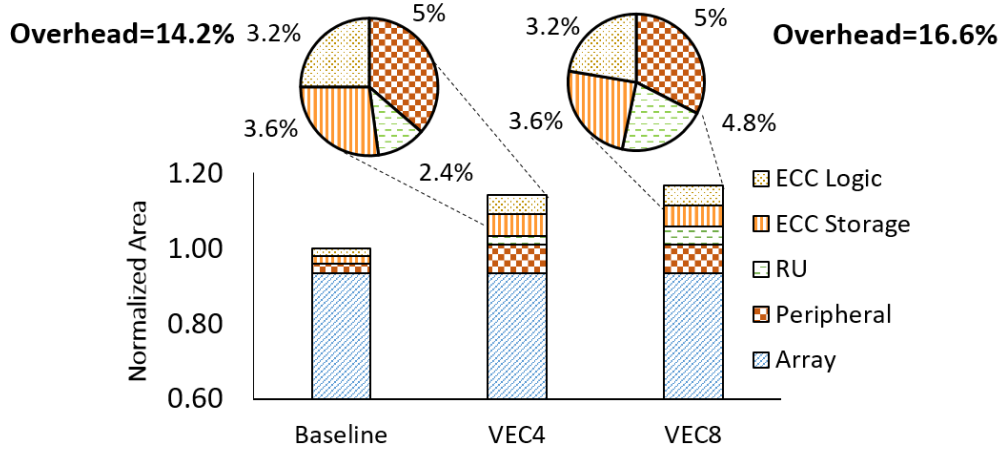 Overhead=14.2%
3.2%
5%
3.6%
2.4%
3.2%
5%
3.6%
4.8%
Overhead=16.6%
1.20
1.00
0.80
0.60
Normalized Area
Baseline
VEC4
VEC8
ECC Logic
ECC Storage
RU
Peripheral
Array